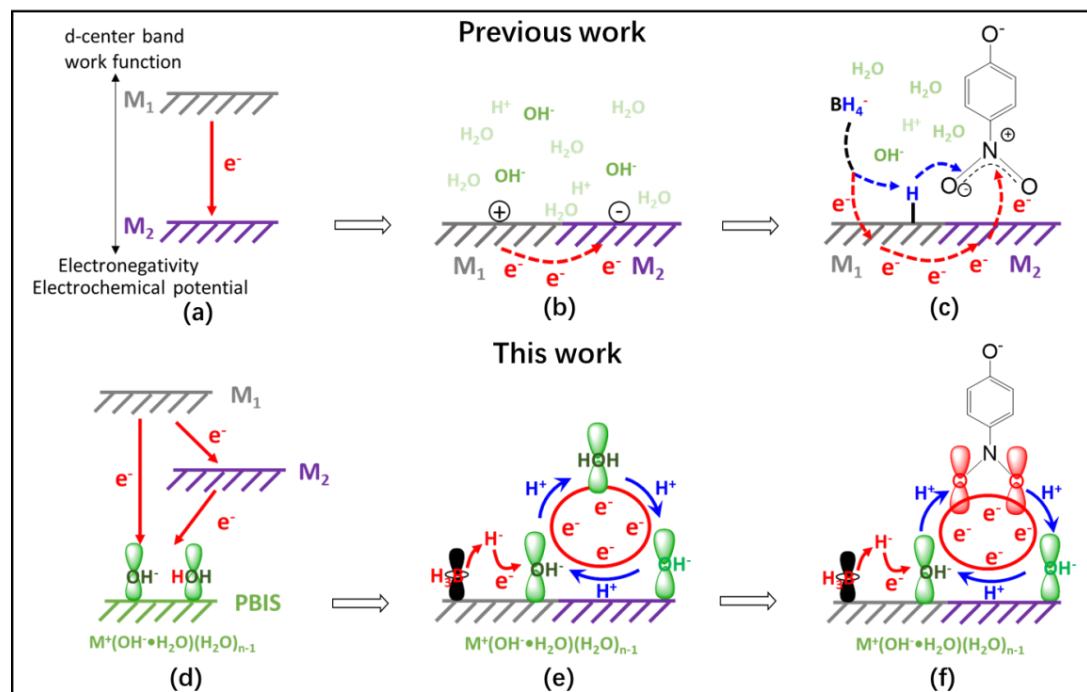 Previous work
d-center band
work function
M₁
e⁻
M₂
Electronegativity
Electrochemical potential
(a)
H₂O
H⁺
OH⁻
H₂O
H₂O
H₂O
OH⁻
OH⁻
H⁺
H₂O
H₂O
+
-
M₁
e⁻
e⁻
e⁻
M₂
(b)
O⁻
H₂O
H₂O
BH₄⁻
H⁺
H₂O
OH⁻
N
+
O
-
O
H
e⁻
e⁻
M₁
e⁻
e⁻
e⁻
M₂
(c)
This work
M₁
e⁻
e⁻
M₂
e⁻
OH⁻
HOH
PBIS
M⁺(OH⁻•H₂O)(H₂O)ₙ₋₁
(d)
HOH
H⁺
H⁺
e⁻
e⁻
e⁻
e⁻
H⁻
H₃B
e⁻
OH⁻
OH⁻
H⁺
M⁺(OH⁻•H₂O)(H₂O)ₙ₋₁
(e)
O⁻
N
O
O
H⁺
H⁺
e⁻
e⁻
e⁻
e⁻
H⁻
H₃B
e⁻
OH⁻
OH⁻
H⁺
M⁺(OH⁻•H₂O)(H₂O)ₙ₋₁
(f)